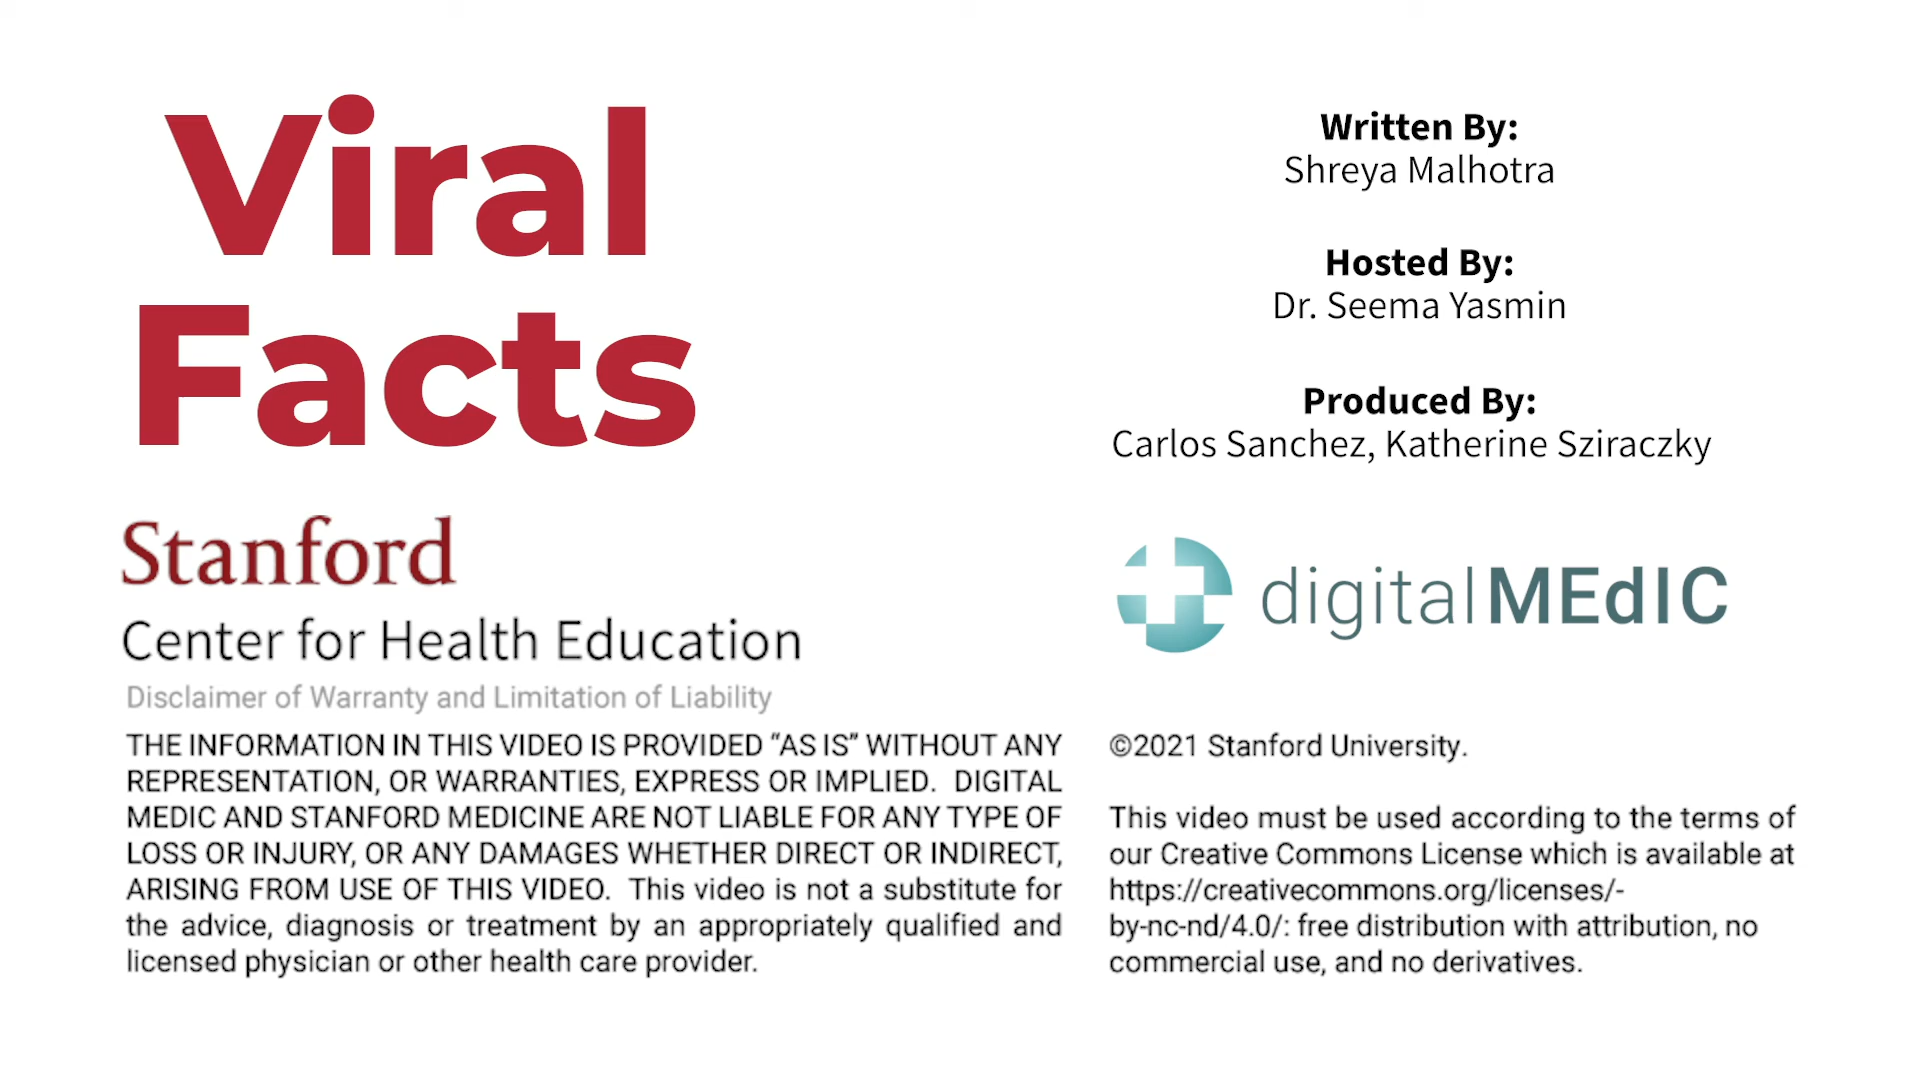 Viral
Facts
Stanford
Center for Health Education
Disclaimer of Warranty and Limitation of Liability
THE INFORMATION IN THIS VIDEO IS PROVIDED “AS IS” WITHOUT ANY
REPRESENTATION, OR WARRANTIES, EXPRESS OR IMPLIED.  DIGITAL
MEDIC AND STANFORD MEDICINE ARE NOT LIABLE FOR ANY TYPE OF
LOSS OR INJURY, OR ANY DAMAGES WHETHER DIRECT OR INDIRECT,
ARISING FROM USE OF THIS VIDEO.  This video is not a substitute for
the advice, diagnosis or treatment by an appropriately qualified and
licensed physician or other health care provider.
Written By:
Shreya Malhotra
Hosted By:
Dr. Seema Yasmin
Produced By:
Carlos Sanchez, Katherine Sziraczky
digitalMEdIC
©2021 Stanford University.
This video must be used according to the terms of
our Creative Commons License which is available at
https://creativecommons.org/licenses/-
by-nc-nd/4.0/: free distribution with attribution, no
commercial use, and no derivatives.